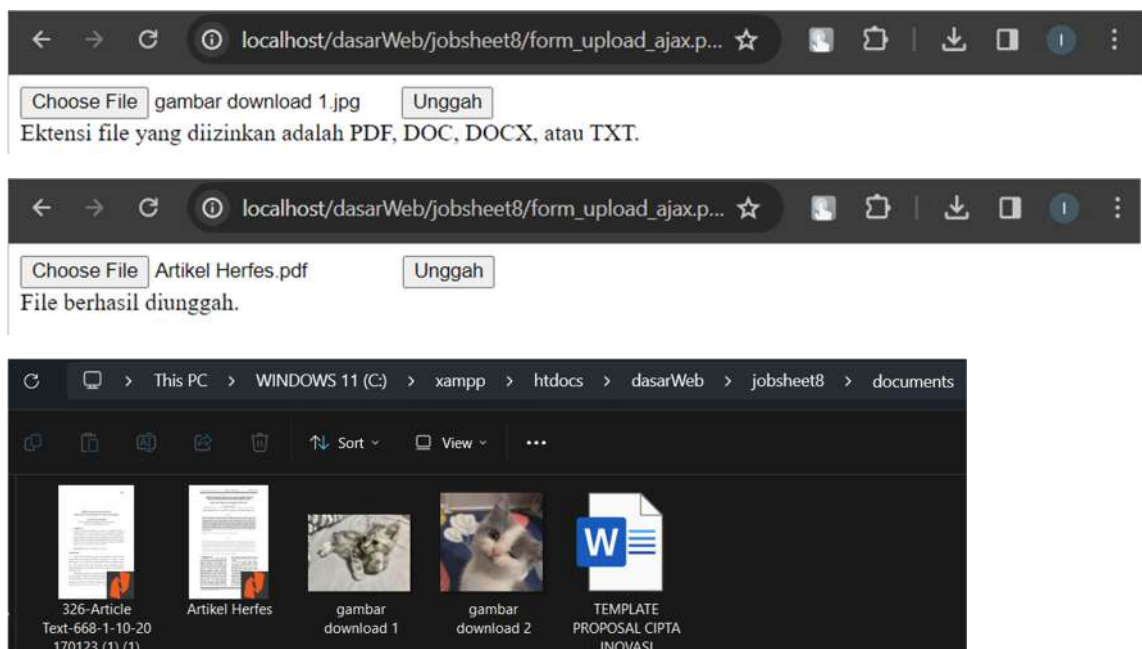 localhost/dasarWeb/jobsheet8/form_upload_ajax.p...
I
Choose File gambar download 1.jpg Unggah
Ektensi file yang diizinkan adalah PDF, DOC, DOCX, atau TXT.
localhost/dasarWeb/jobsheet8/form_upload_ajax.p...
I
Choose File Artikel Herfes.pdf Unggah
File berhasil diunggah.
This PC > WINDOWS 11 (C:) > xampp > htdocs > dasarWeb > jobsheet8 > documents
Sort View ...
W
326-Article Artikel Herfes gambar gambar TEMPLATE
Text-668-1-10-20 download 1 download 2 PROPOSAL CIPTA
170123 (1) (1) INOVASI